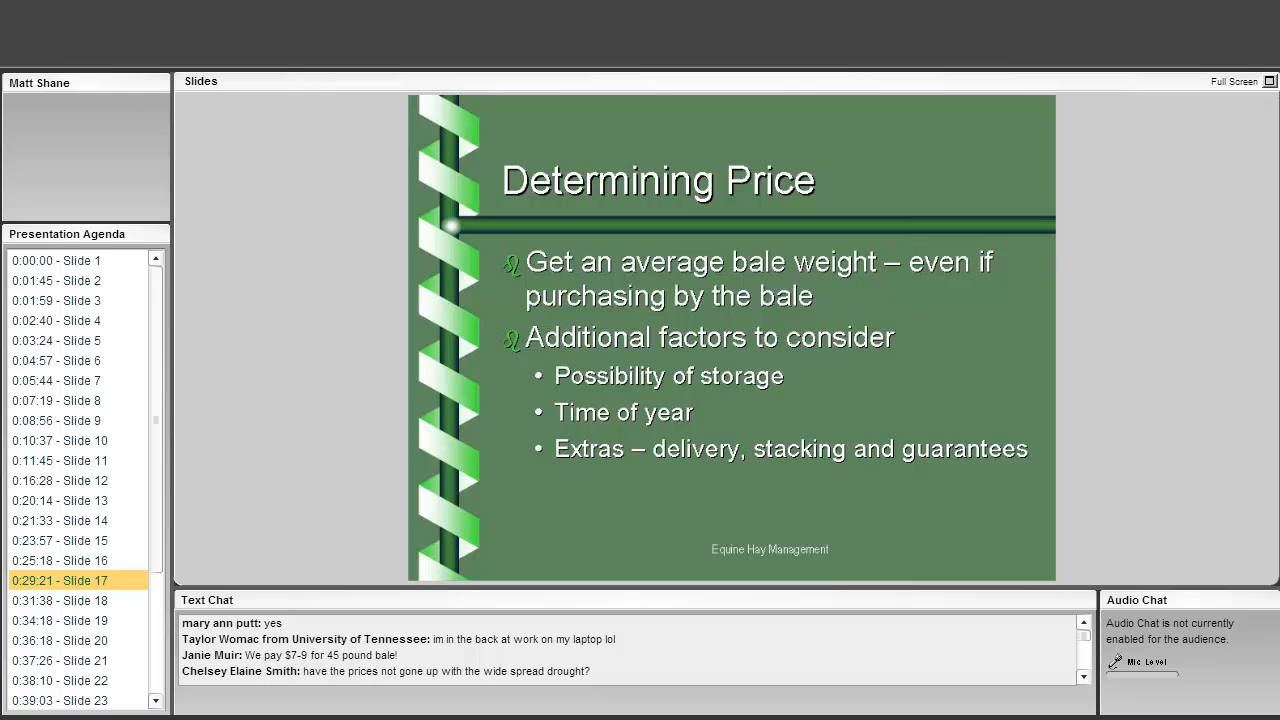 Matt Shane
Slides
Full Screen
Determining Price
Get an average bale weight – even if
purchasing by the bale
Additional factors to consider
• Possibility of storage
• Time of year
• Extras – delivery, stacking and guarantees
Equine Hay Management
Presentation Agenda
0:00:00 - Slide 1
0:01:45 - Slide 2
0:01:59 - Slide 3
0:02:40 - Slide 4
0:03:24 - Slide 5
0:04:57 - Slide 6
0:05:44 - Slide 7
0:07:19 - Slide 8
0:08:56 - Slide 9
0:10:37 - Slide 10
0:11:45 - Slide 11
0:16:28 - Slide 12
0:20:14 - Slide 13
0:21:33 - Slide 14
0:23:57 - Slide 15
0:25:18 - Slide 16
0:29:21 - Slide 17
0:31:38 - Slide 18
0:34:18 - Slide 19
0:36:18 - Slide 20
0:37:26 - Slide 21
0:38:10 - Slide 22
0:39:03 - Slide 23
Text Chat
mary ann putt: yes
Taylor Womac from University of Tennessee: im in the back at work on my laptop lol
Janie Muir: We pay $7-9 for 45 pound bale!
Chelsey Elaine Smith: have the prices not gone up with the wide spread drought?
Audio Chat
Audio Chat is not currently
enabled for the audience.
Mic Level